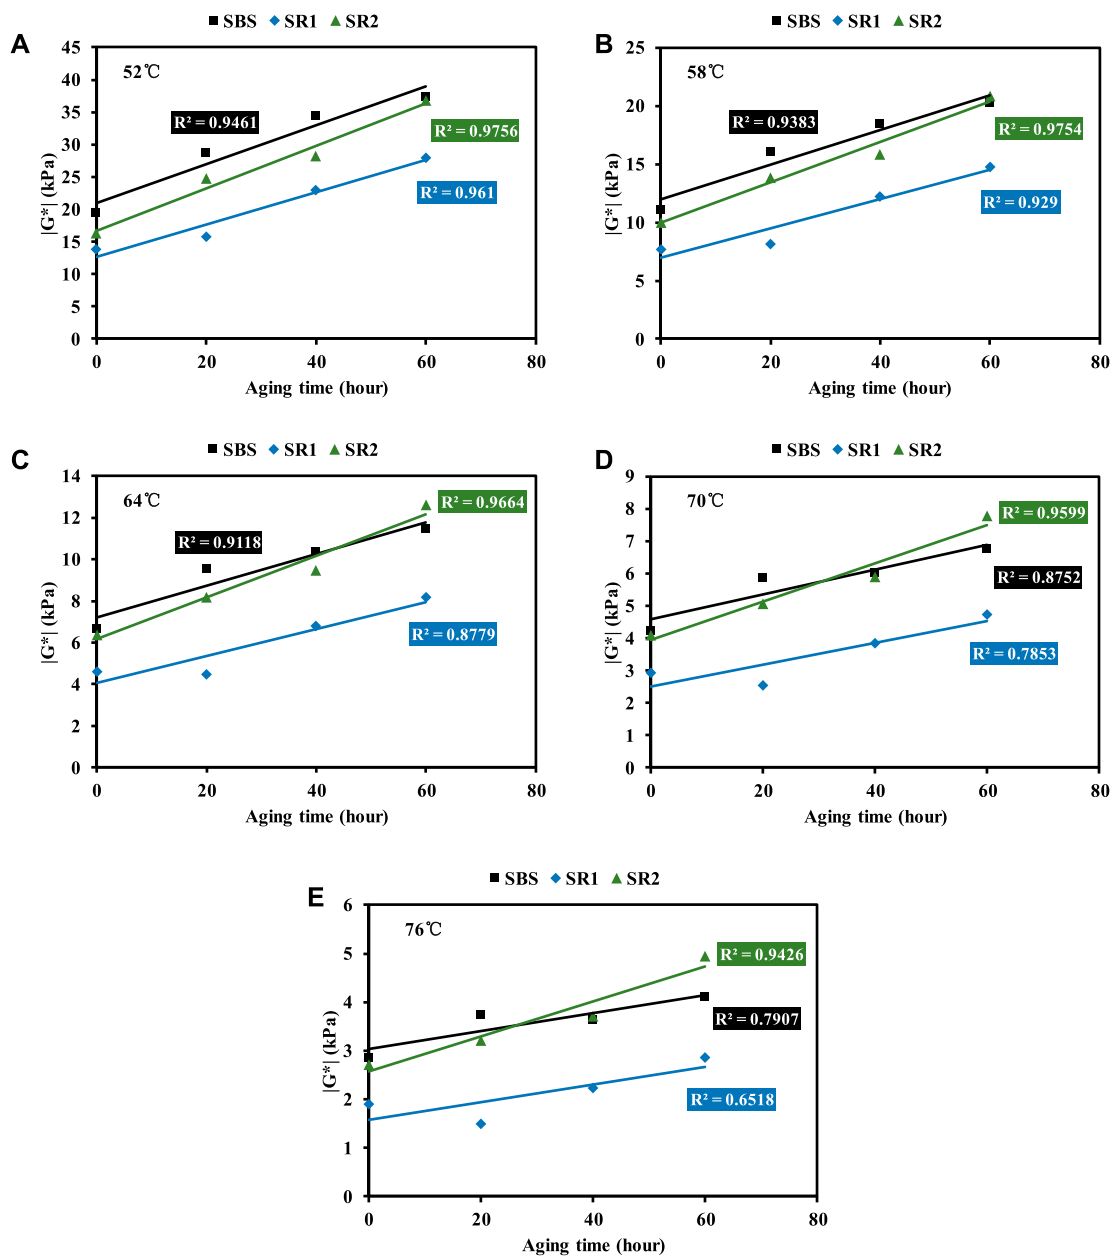 A
SBS SR1 SR2
52℃
|G*| (kPa)
45
40
35
30
25
20
15
10
5
0
R² = 0.9461
R² = 0.9756
R² = 0.961
0 20 40 60 80
Aging time (hour)
B
SBS SR1 SR2
58℃
|G*| (kPa)
25
20
15
10
5
0
R² = 0.9383
R² = 0.9754
R² = 0.929
0 20 40 60 80
Aging time (hour)
C
SBS SR1 SR2
64℃
|G*| (kPa)
14
12
10
8
6
4
2
0
R² = 0.9118
R² = 0.9664
R² = 0.8779
0 20 40 60 80
Aging time (hour)
D
SBS SR1 SR2
70℃
|G*| (kPa)
9
8
7
6
5
4
3
2
1
0
R² = 0.9599
R² = 0.8752
R² = 0.7853
0 20 40 60 80
Aging time (hour)
E
SBS SR1 SR2
76℃
|G*| (kPa)
6
5
4
3
2
1
0
R² = 0.9426
R² = 0.7907
R² = 0.6518
0 20 40 60 80
Aging time (hour)